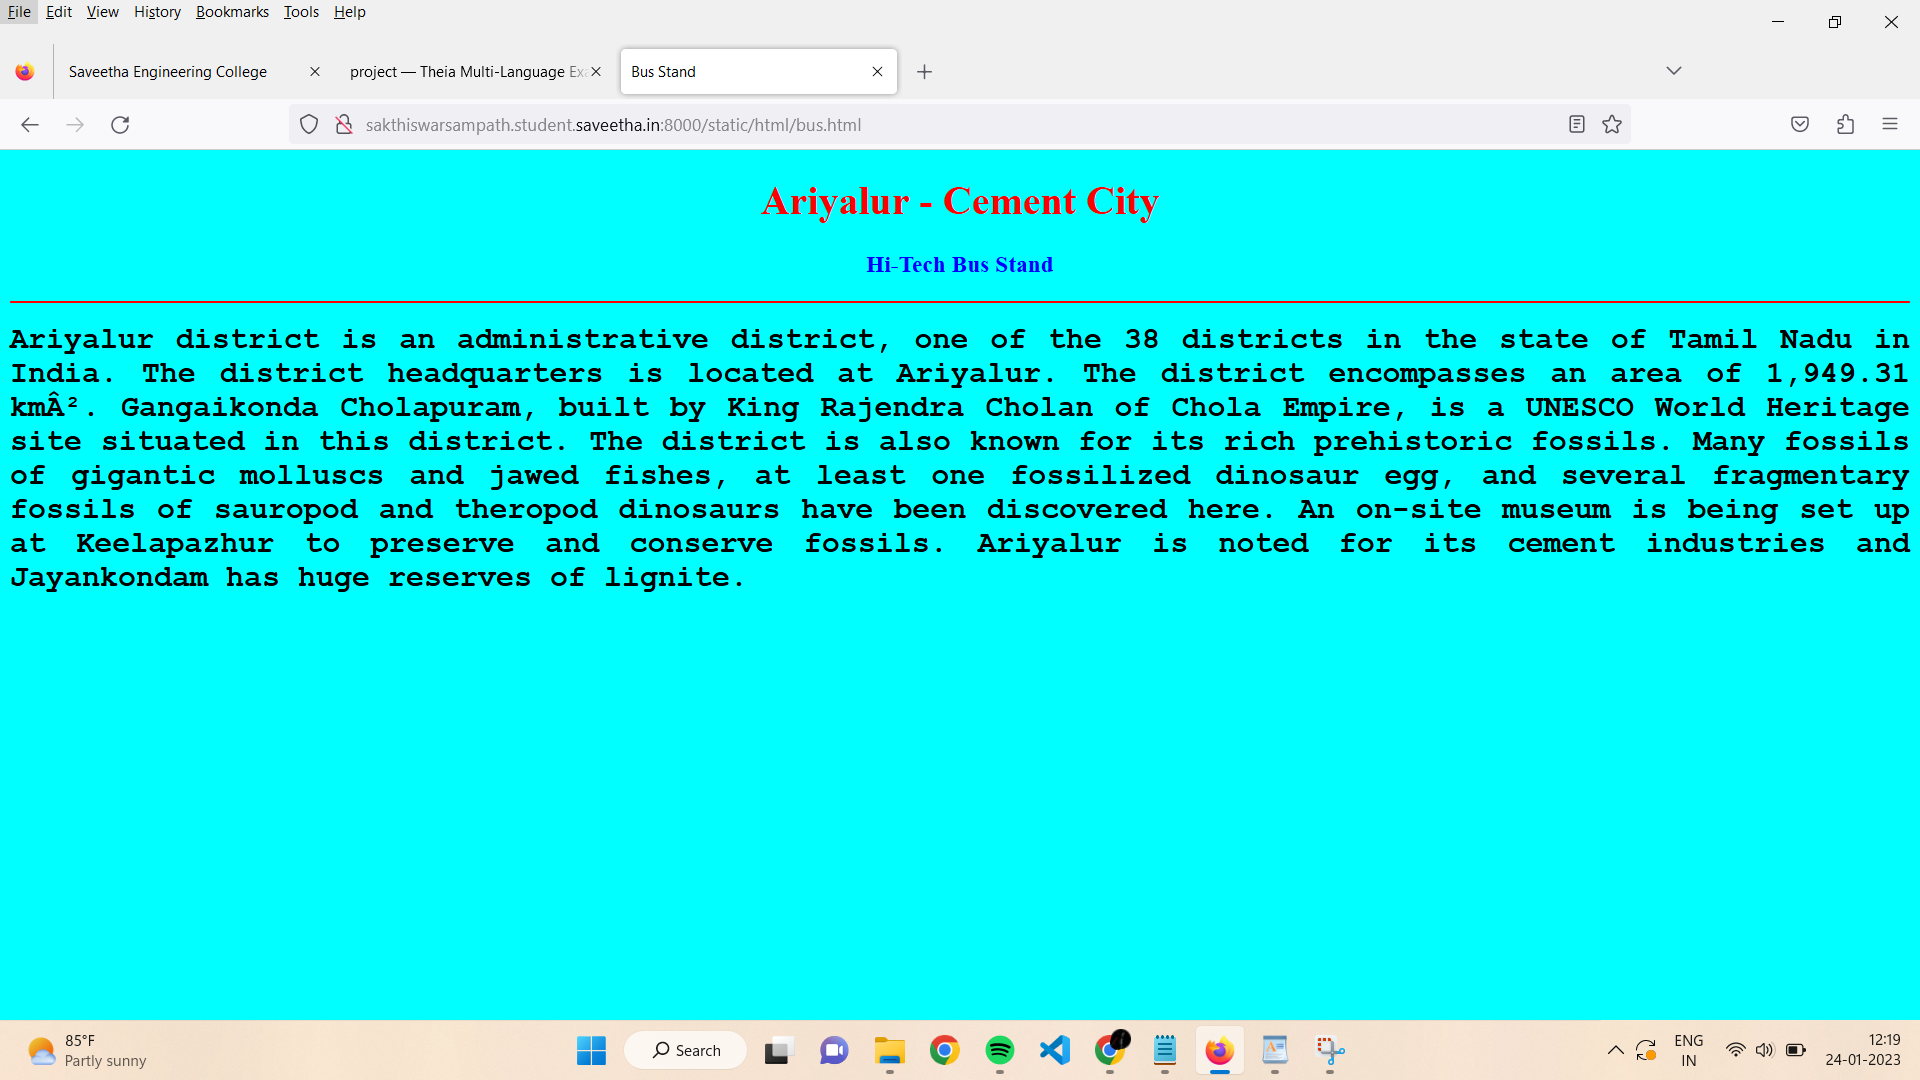 File Edit View History Bookmarks Tools Help
Saveetha Engineering College
project — Theia Multi-Language Exa
Bus Stand
sakthiswarsampath.student.saveetha.in:8000/static/html/bus.html
Ariyalur - Cement City
Hi-Tech Bus Stand
Ariyalur district is an administrative district, one of the 38 districts in the state of Tamil Nadu in
India. The district headquarters is located at Ariyalur. The district encompasses an area of 1,949.31
kmÂ². Gangaikonda Cholapuram, built by King Rajendra Cholan of Chola Empire, is a UNESCO World Heritage
site situated in this district. The district is also known for its rich prehistoric fossils. Many fossils
of gigantic molluscs and jawed fishes, at least one fossilized dinosaur egg, and several fragmentary
fossils of sauropod and theropod dinosaurs have been discovered here. An on-site museum is being set up
at Keelapazhur to preserve and conserve fossils. Ariyalur is noted for its cement industries and
Jayankondam has huge reserves of lignite.
85°F
Partly sunny
Search
ENG
IN
12:19
24-01-2023